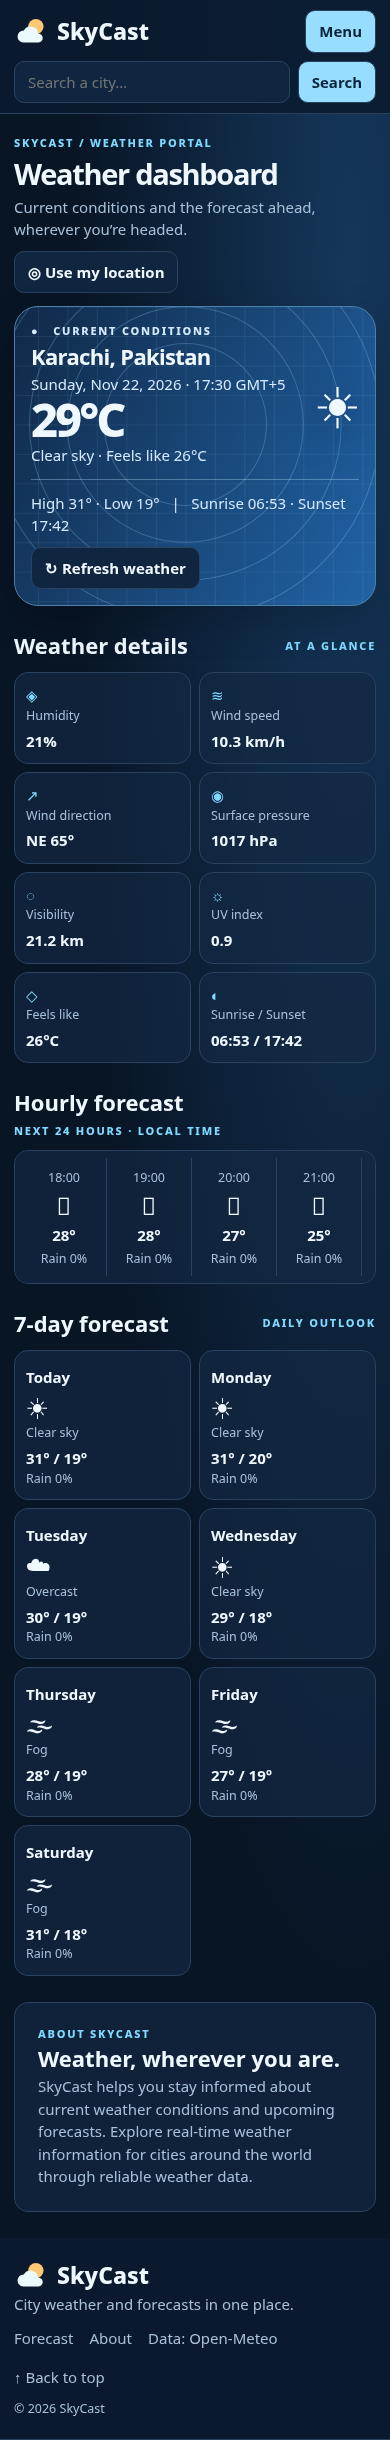 SkyCast
Menu
Search a city...
Search
SKYCAST / WEATHER PORTAL
Weather dashboard
Current conditions and the forecast ahead,
wherever you’re headed.
◎ Use my location
● CURRENT CONDITIONS
Karachi, Pakistan
Sunday, Nov 22, 2026 · 17:30 GMT+5
29°C
Clear sky · Feels like 26°C
High 31° · Low 19° | Sunrise 06:53 · Sunset
17:42
↻ Refresh weather
Weather details
AT A GLANCE
Humidity
21%
Wind speed
10.3 km/h
Wind direction
NE 65°
Surface pressure
1017 hPa
Visibility
21.2 km
UV index
0.9
Feels like
26°C
Sunrise / Sunset
06:53 / 17:42
Hourly forecast
NEXT 24 HOURS · LOCAL TIME
18:00
28°
Rain 0%
19:00
28°
Rain 0%
20:00
27°
Rain 0%
21:00
25°
Rain 0%
7-day forecast
DAILY OUTLOOK
Today
Clear sky
31° / 19°
Rain 0%
Monday
Clear sky
31° / 20°
Rain 0%
Tuesday
Overcast
30° / 19°
Rain 0%
Wednesday
Clear sky
29° / 18°
Rain 0%
Thursday
Fog
28° / 19°
Rain 0%
Friday
Fog
27° / 19°
Rain 0%
Saturday
Fog
31° / 18°
Rain 0%
ABOUT SKYCAST
Weather, wherever you are.
SkyCast helps you stay informed about
current weather conditions and upcoming
forecasts. Explore real-time weather
information for cities around the world
through reliable weather data.
SkyCast
City weather and forecasts in one place.
Forecast About Data: Open-Meteo
↑ Back to top
© 2026 SkyCast